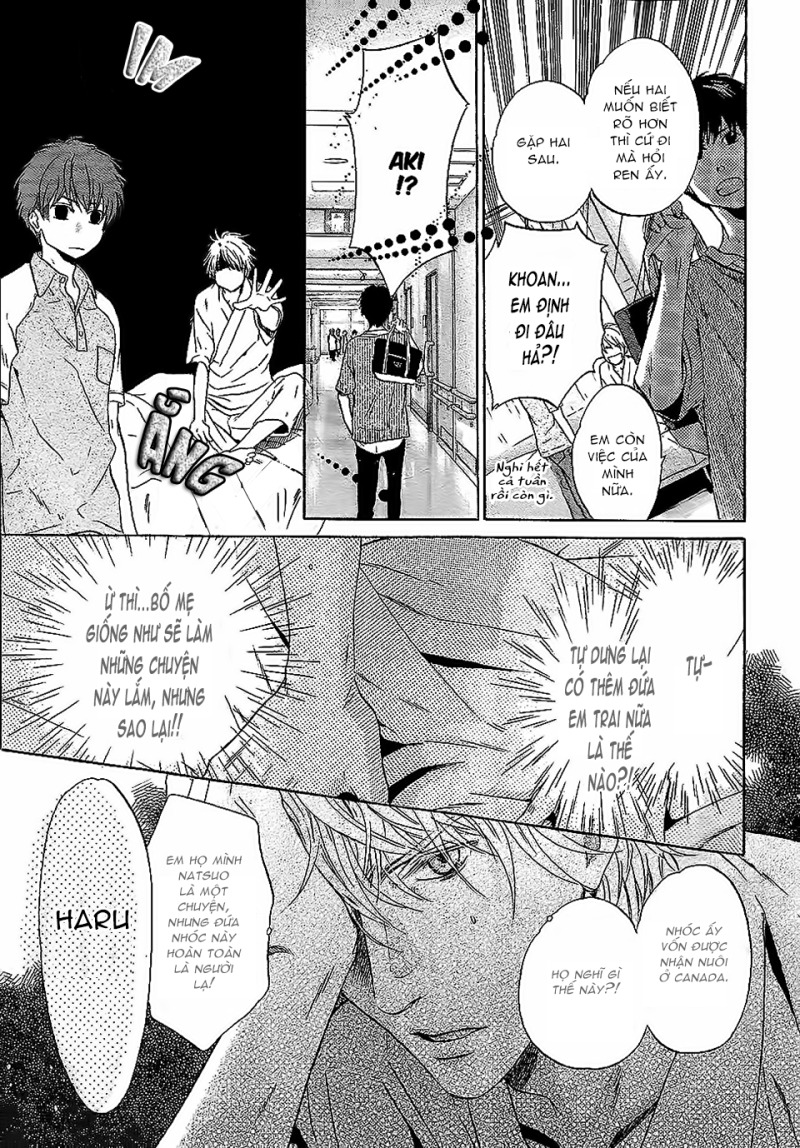 NẾU HAI
MUỐN BIẾT
RÕ HƠN
THÌ CỨ ĐI
MÀ HỎI
REN ẤY.
GẶP HAI
SAU.
KHOAN...
EM ĐỊNH
ĐI ĐÂU
HẢ?!
EM CÒN
VIỆC CỦA
MÌNH
NỮA.
Nghỉ hết
cả tuần
rồi còn gì.
AKI
!?
IM
ẮNG
TỰ-
TỰ DƯNG LẠI
CÓ THÊM ĐỨA
EM TRAI NỮA
LÀ THẾ
NÀO?!
Ừ THÌ...BỐ MẸ
GIỐNG NHƯ SẼ LÀM
NHỮNG CHUYỆN
NÀY LẮM, NHƯNG
SAO LẠI!!
NHÓC ẤY
VỐN ĐƯỢC
NHẬN NUÔI
Ở CANADA.
HỌ NGHĨ GÌ
THẾ NÀY?!
EM HỌ MÌNH
NATSUO
LÀ MỘT
CHUYỆN,
NHƯNG ĐỨA
NHÓC NÀY
HOÀN TOÀN
LÀ NGƯỜI
LẠ!
HARU